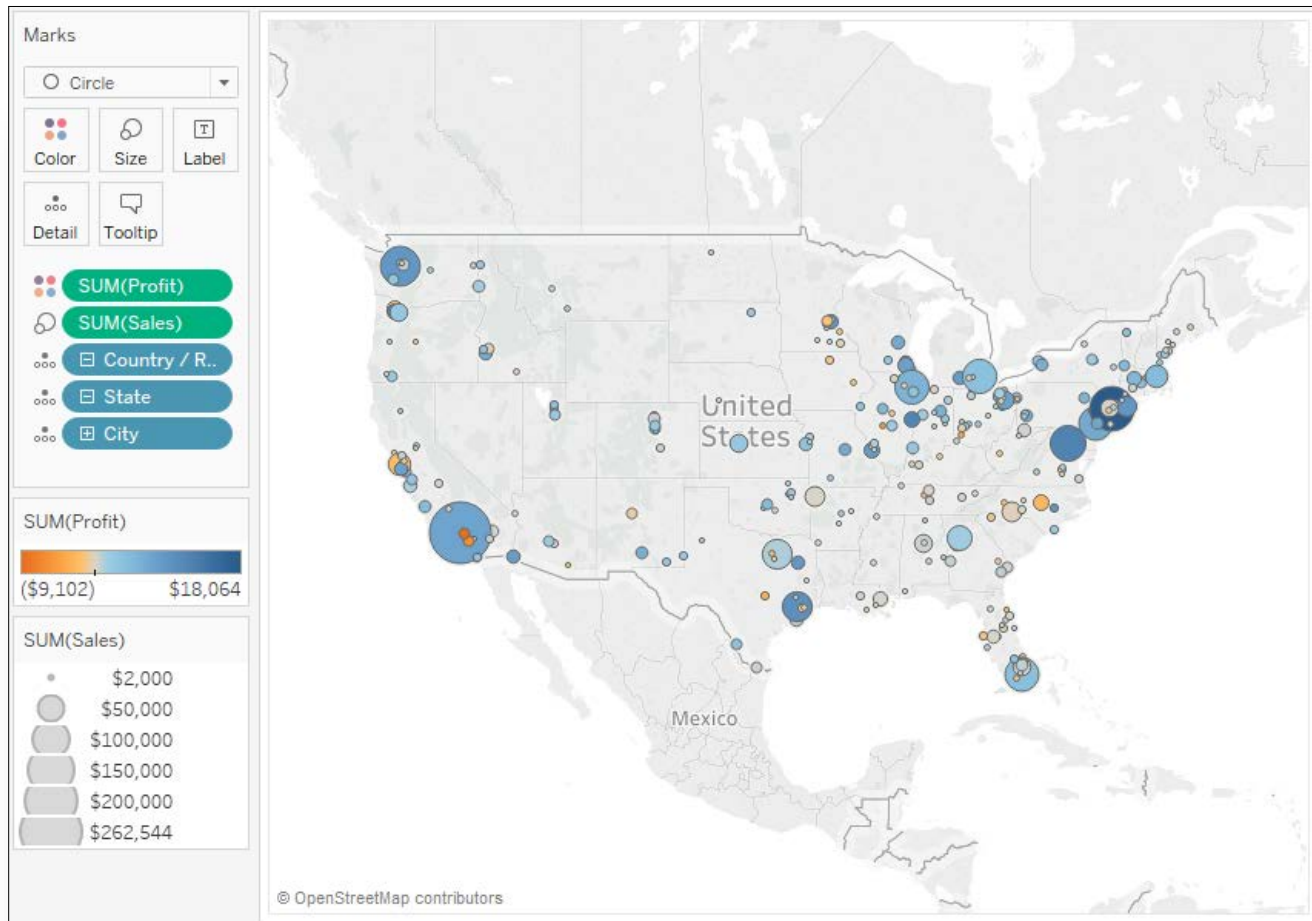 Marks
Circle
Color
Size
T
Label
Detail
Tooltip
SUM(Profit)
SUM(Sales)
Country / R..
State
City
SUM(Profit)
($9,102)
$18,064
SUM(Sales)
$2,000
$50,000
$100,000
$150,000
$200,000
$262,544
United
States
Mexico
© OpenStreetMap contributors